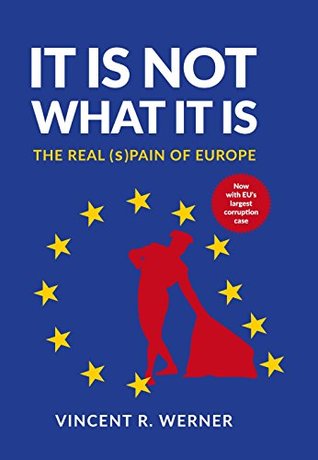 IT IS NOT
WHAT IT IS
THE REAL (s)PAIN OF EUROPE
Now
with EU's
largest
corruption
case
VINCENT R. WERNER